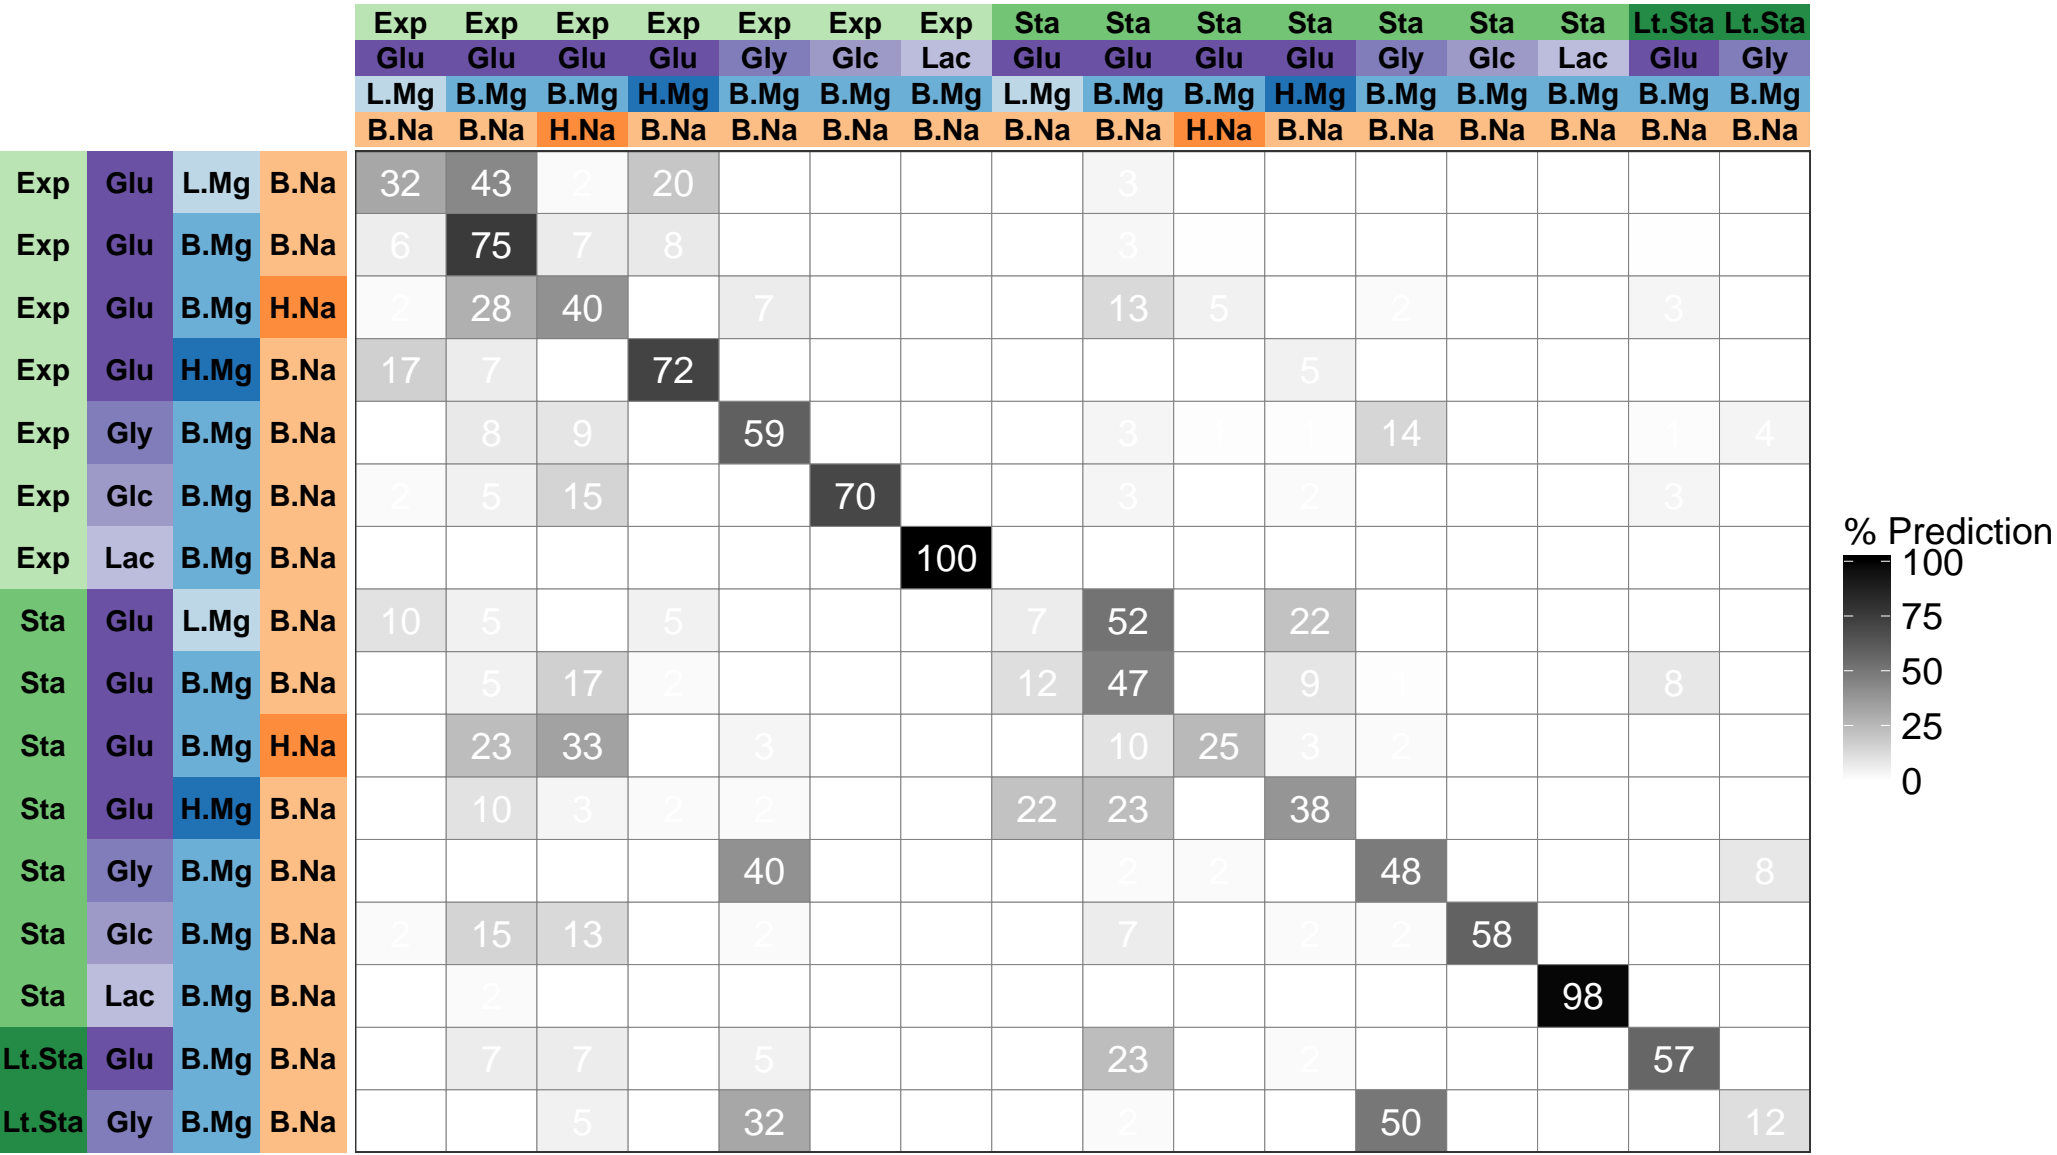 Exp Exp Exp Exp Exp Exp Exp Sta Sta Sta Sta Sta Sta Sta Lt.Sta Lt.Sta
Glu Glu Glu Glu Gly Glc Lac Glu Glu Glu Glu Gly Glc Lac Glu Gly
L.Mg B.Mg B.Mg H.Mg B.Mg B.Mg B.Mg L.Mg B.Mg B.Mg H.Mg B.Mg B.Mg B.Mg B.Mg B.Mg
B.Na B.Na H.Na B.Na B.Na B.Na B.Na B.Na B.Na H.Na B.Na B.Na B.Na B.Na B.Na B.Na
Exp Glu L.Mg B.Na 32 43 2 20 3
Exp Glu B.Mg B.Na 6 75 7 8 3
Exp Glu B.Mg H.Na 2 28 40 7 13 5 2 3
Exp Glu H.Mg B.Na 17 7 72 5
Exp Gly B.Mg B.Na 8 9 59 3 1 1 14 1 4
Exp Glc B.Mg B.Na 2 5 15 70 3 2 3
Exp Lac B.Mg B.Na 100
Sta Glu L.Mg B.Na 10 5 5 7 52 22
Sta Glu B.Mg B.Na 5 17 2 12 47 9 1 8
Sta Glu B.Mg H.Na 23 33 3 10 25 3 2
Sta Glu H.Mg B.Na 10 3 2 2 22 23 38
Sta Gly B.Mg B.Na 40 2 2 48 8
Sta Glc B.Mg B.Na 2 15 13 2 7 2 2 58
Sta Lac B.Mg B.Na 2 98
Lt.Sta Glu B.Mg B.Na 7 7 5 23 2 57
Lt.Sta Gly B.Mg B.Na 5 32 2 50 12
% Prediction
100
75
50
25
0